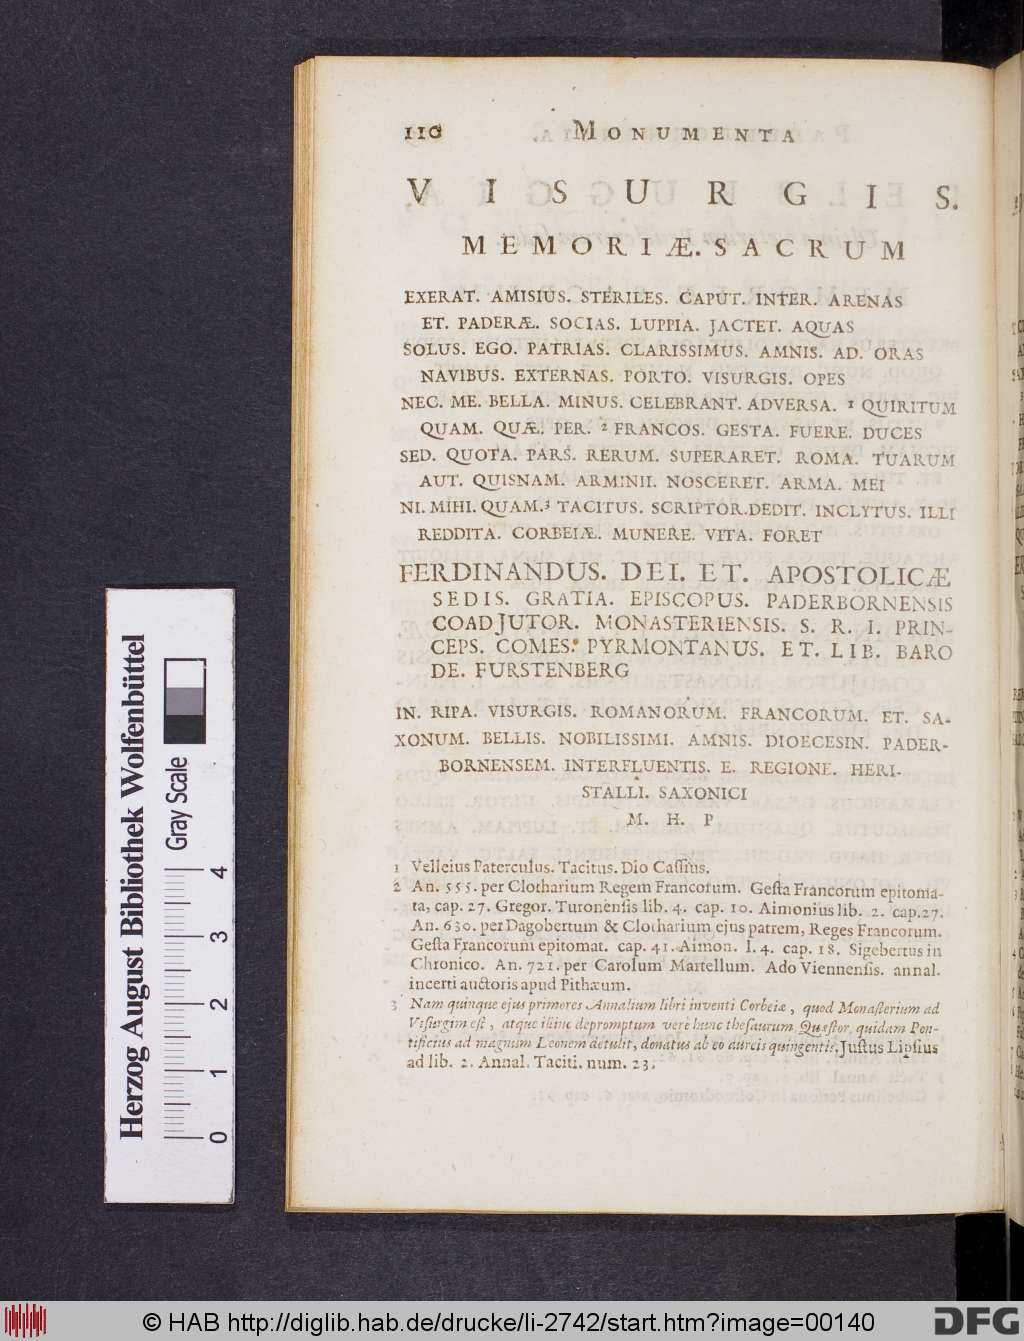 110 MONUMENTA
VISURGIS.
MEMORIÆ. SACRUM
EXERAT. AMISIUS. STERILES. CAPUT. INTER. ARENAS
ET. PADERÆ. SOCIAS. LUPPIA. JACTET. AQUAS
SOLUS. EGO. PATRIAS. CLARISSIMUS. AMNIS. AD. ORAS
NAVIBUS. EXTERNAS. PORTO. VISURGIS. OPES
NEC. ME. BELLA. MINUS. CELEBRANT. ADVERSA. 1 QUIRITUM
QUAM. QUÆ. PER. 2 FRANCOS. GESTA. FUERE. DUCES
SED. QUOTA. PARS. RERUM. SUPERARET. ROMA. TUARUM
AUT. QUISNAM. ARMINII. NOSCERET. ARMA. MEI
NI. MIHI. QUAM. 3 TACITUS. SCRIPTOR. DEDIT. INCLYTUS. ILLI
REDDITA. CORBEIÆ. MUNERE. VITA. FORET
FERDINANDUS. DEI. ET. APOSTOLICÆ
SEDIS. GRATIA. EPISCOPUS. PADERBORNENSIS
COADJUTOR. MONASTERIENSIS. S. R. I. PRIN-
CEPS. COMES. PYRMONTANUS. ET. LIB. BARO
DE. FURSTENBERG
IN. RIPA. VISURGIS. ROMANORUM. FRANCORUM. ET. SA-
XONUM. BELLIS. NOBILISSIMI. AMNIS. DIOECESIN. PADER-
BORNENSEM. INTERFLUENTIS. E. REGIONE. HERI-
STALLI. SAXONICI
M. H. P
1 Velleius Paterculus. Tacitus. Dio Cassius.
2 An. 555. per Clotharium Regem Francorum. Gesta Francorum epitoma-
ta, cap. 27. Gregor. Turonensis lib. 4. cap. 10. Aimonius lib. 2. cap. 27.
An. 630. per Dagobertum & Clotharium ejus patrem, Reges Francorum.
Gesta Francorum epitomat. cap. 41. Aimon. l. 4. cap. 18. Sigebertus in
Chronico. An. 721. per Carolum Martellum. Ado Viennensis. annal.
incerti auctoris apud Pithæum.
3 Nam quinque ejus primores Annalium libri inventi Corbeiæ, quod Monasterium ad
Visurgim est, atque illinc depromptum vere hunc thesaurum Quæstor, quidam Pon-
tificius ad magnum Leonem detulit, donatus ab eo aureis quingentis. Justus Lipsius
ad lib. 2. Annal. Taciti. num. 23.
Herzog August Bibliothek Wolfenbüttel
Gray Scale
0 1 2 3 4
© HAB http://diglib.hab.de/drucke/li-2742/start.htm?image=00140
DFG